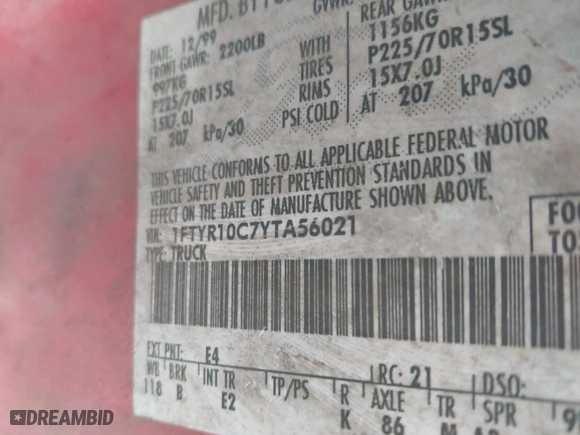 MFD. BY
GVWR:
DATE: 12/99
FRONT GAWR: 2200LB
997KG
P225/70R15SL
15X7.0J
AT 207 kPa/30
WITH
TIRES
RIMS
PSI COLD
REAR GAWR
1156KG
P225/70R15SL
15X7.0J
AT 207 kPa/30
THIS VEHICLE CONFORMS TO ALL APPLICABLE FEDERAL MOTOR
VEHICLE SAFETY AND THEFT PREVENTION STANDARDS IN
EFFECT ON THE DATE OF MANUFACTURE SHOWN ABOVE.
VIN: 1FTYR10C7YTA56021
TYPE: TRUCK
EXT PNT: E4
RC: 21 DSO:
WB BRK INT TR TP/PS R AXLE TR SPR
118 B E2 K 86 M
DREAMBID